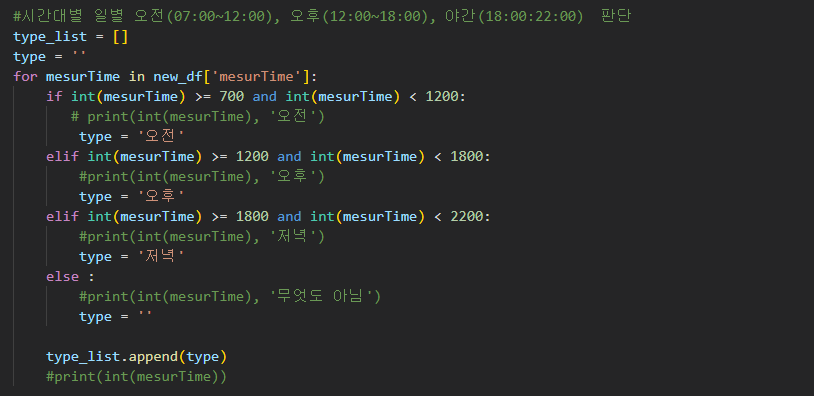 #시간대별 일별 오전(07:00~12:00), 오후(12:00~18:00), 야간(18:00:22:00)  판단
type_list = []
type = ''
for mesurTime in new_df['mesurTime']:
    if int(mesurTime) >= 700 and int(mesurTime) < 1200:
       # print(int(mesurTime), '오전')
        type = '오전'
    elif int(mesurTime) >= 1200 and int(mesurTime) < 1800:
        #print(int(mesurTime), '오후')
        type = '오후'
    elif int(mesurTime) >= 1800 and int(mesurTime) < 2200:
        #print(int(mesurTime), '저녁')
        type = '저녁'
    else :
        #print(int(mesurTime), '무엇도 아님')
        type = ''

    type_list.append(type)
    #print(int(mesurTime))